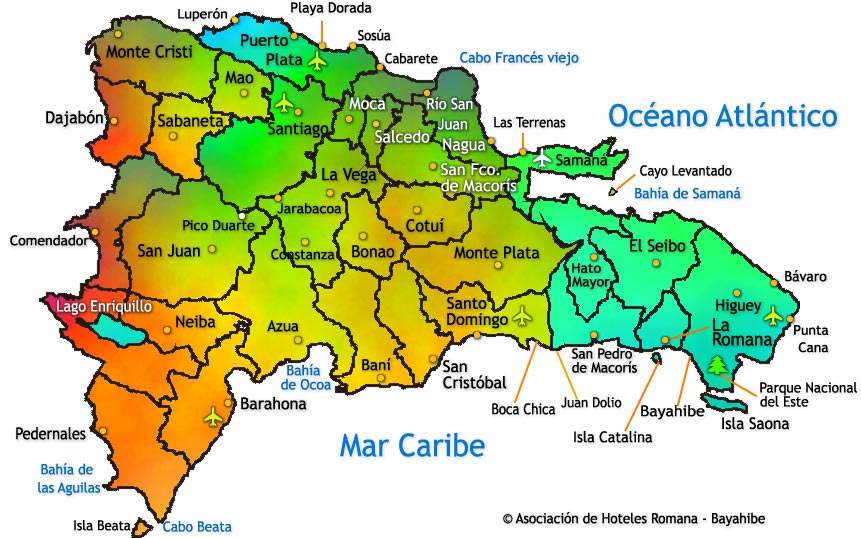 Luperón
Playa Dorada
Puerto
Plata
Sosúa
Cabarete
Cabo Francés viejo
Monte Cristi
Mao
Dajabón
Sabaneta
Santiago
Moca
Salcedo
Río San
Juan
Nagua
Las Terrenas
Océano Atlántico
Samaná
Cayo Levantado
Bahía de Samaná
San Fco.
de Macorís
La Vega
Jarabacoa
Pico Duarte
Comendador
San Juan
Constanza
Bonao
Cotuí
Monte Plata
Hato
Mayor
El Seibo
Bávaro
Higuey
Punta
Cana
La
Romana
Lago Enriquillo
Neiba
Azua
Santo
Domingo
Baní
San
Cristóbal
Bahía
de Ocoa
San Pedro
de Macorís
Boca Chica
Juan Dolio
Isla Catalina
Bayahibe
Parque Nacional
del Este
Isla Saona
Barahona
Pedernales
Bahía de
las Aguilas
Mar Caribe
Isla Beata
Cabo Beata
© Asociación de Hoteles Romana - Bayahibe